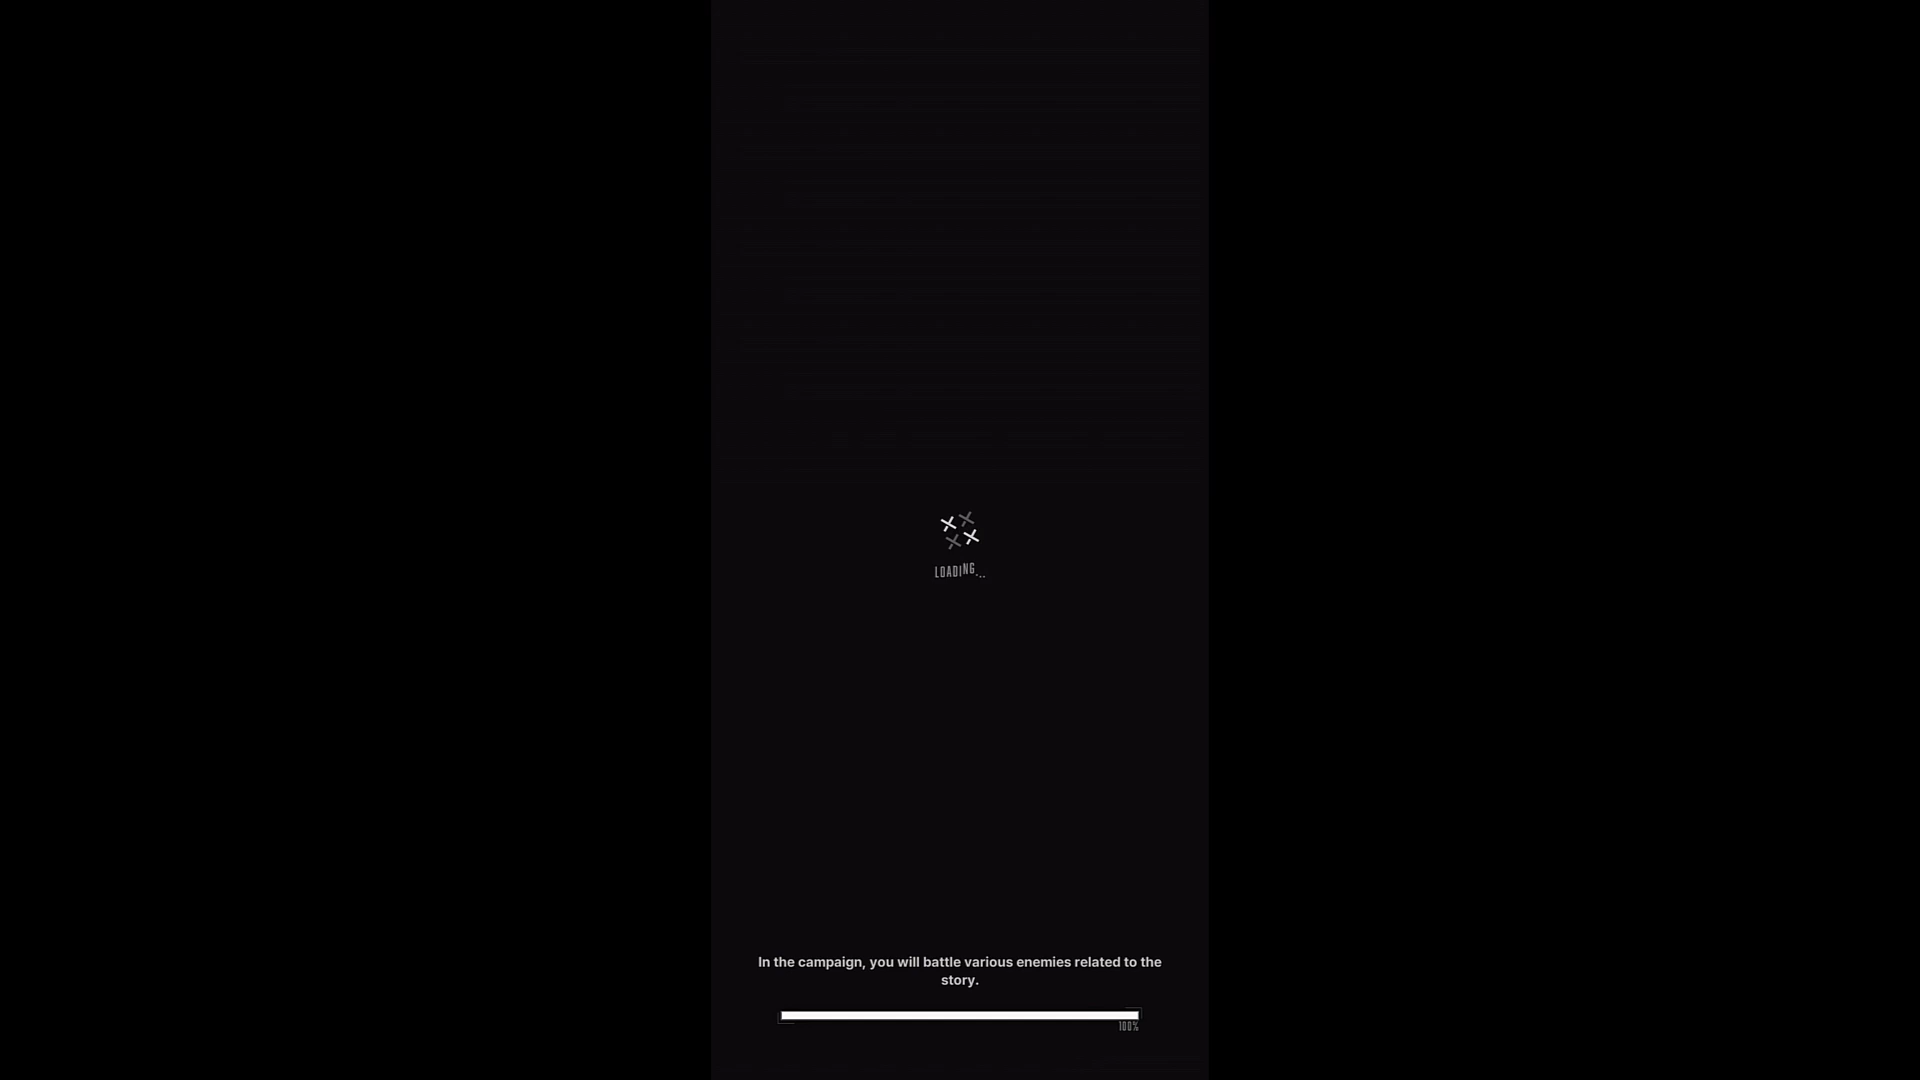 LOADING...
In the campaign, you will battle various enemies related to the
story.
100%